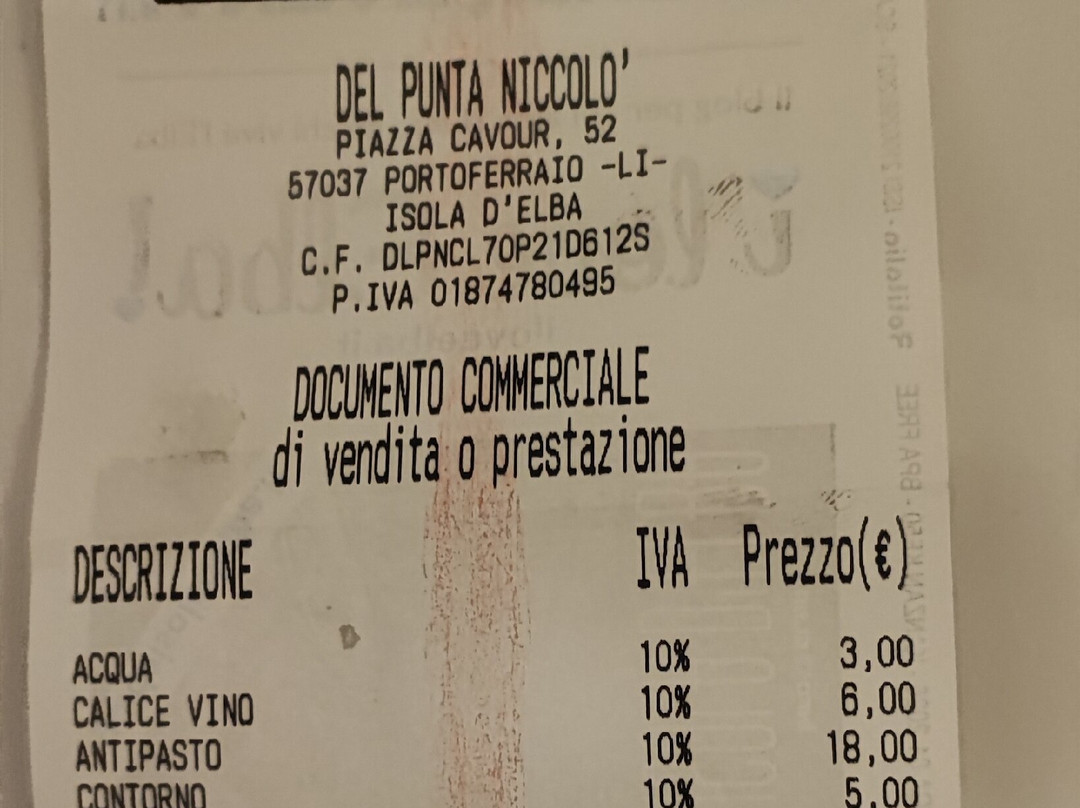 DEL PUNTA NICCOLO'
PIAZZA CAVOUR, 52
57037 PORTOFERRAIO -LI-
ISOLA D'ELBA
C.F. DLPNCL70P21D612S
P.IVA 01874780495
DOCUMENTO COMMERCIALE
di vendita o prestazione
DESCRIZIONE IVA Prezzo(€)
ACQUA 10% 3,00
CALICE VINO 10% 6,00
ANTIPASTO 10% 18,00
CONTORNO 10% 5,00
BPA FREE